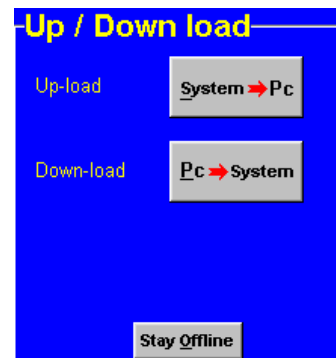 Up / Down load
Up-load
System ➡ Pc
Down-load
Pc ➡ System
Stay Offline